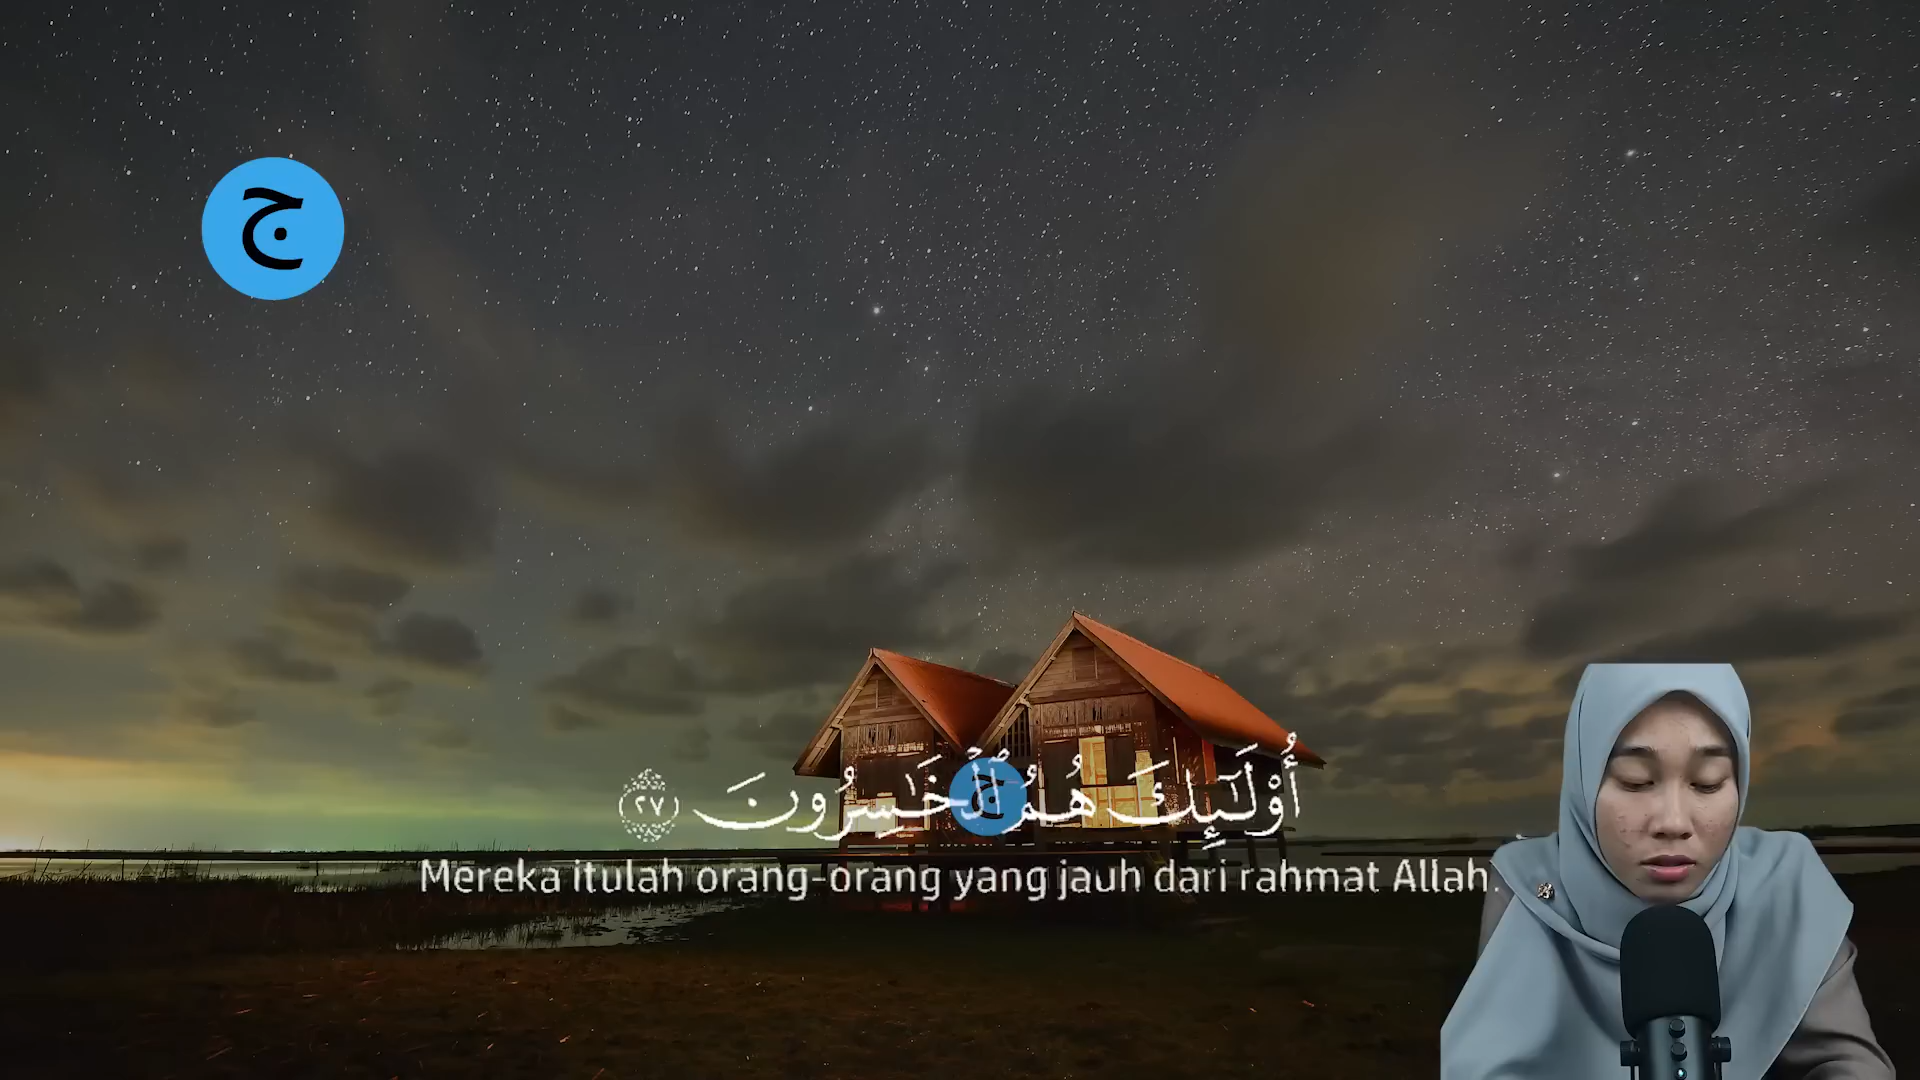 ج
أُوْلَٰٓئِكَ هُمُ ٱلۡخَٰسِرُونَ ٢٧
ج
Mereka itulah orang-orang yang jauh dari rahmat Allah.